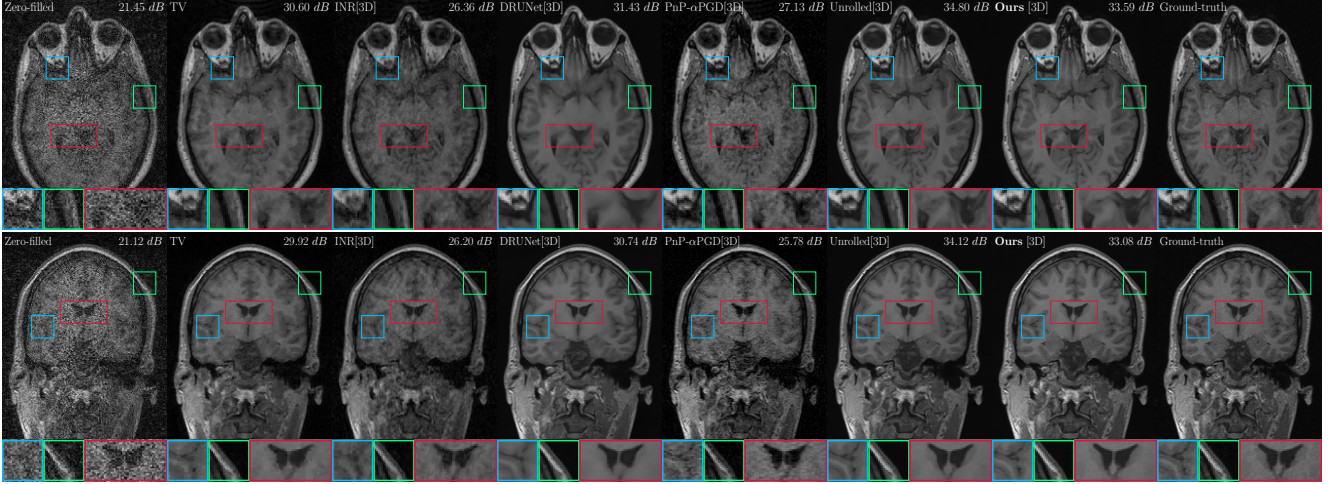 Zero-filled 21.45 dB TV 30.60 dB INR[3D] 26.36 dB DRUNet[3D] 31.43 dB PnP-αPGD[3D] 27.13 dB Unrolled[3D] 34.80 dB Ours [3D] 33.59 dB Ground-truth
Zero-filled 21.12 dB TV 29.92 dB INR[3D] 26.20 dB DRUNet[3D] 30.74 dB PnP-αPGD[3D] 25.78 dB Unrolled[3D] 34.12 dB Ours [3D] 33.08 dB Ground-truth